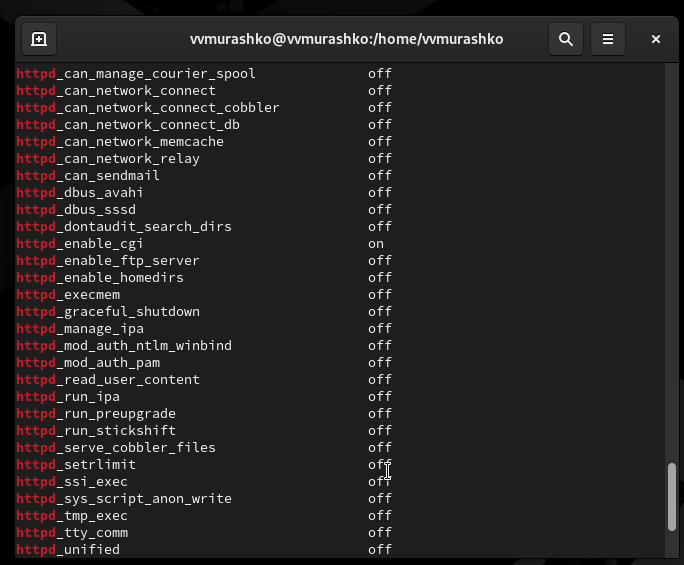 vvmurashko@vvmurashko:/home/vvmurashko
httpd_can_manage_courier_spool off
httpd_can_network_connect off
httpd_can_network_connect_cobbler off
httpd_can_network_connect_db off
httpd_can_network_memcache off
httpd_can_network_relay off
httpd_can_sendmail off
httpd_dbus_avahi off
httpd_dbus_sssd off
httpd_dontaudit_search_dirs off
httpd_enable_cgi on
httpd_enable_ftp_server off
httpd_enable_homedirs off
httpd_execmem off
httpd_graceful_shutdown off
httpd_manage_ipa off
httpd_mod_auth_ntlm_winbind off
httpd_mod_auth_pam off
httpd_read_user_content off
httpd_run_ipa off
httpd_run_preupgrade off
httpd_run_stickshift off
httpd_serve_cobbler_files off
httpd_setrlimit off
httpd_ssi_exec off
httpd_sys_script_anon_write off
httpd_tmp_exec off
httpd_tty_comm off
httpd_unified off